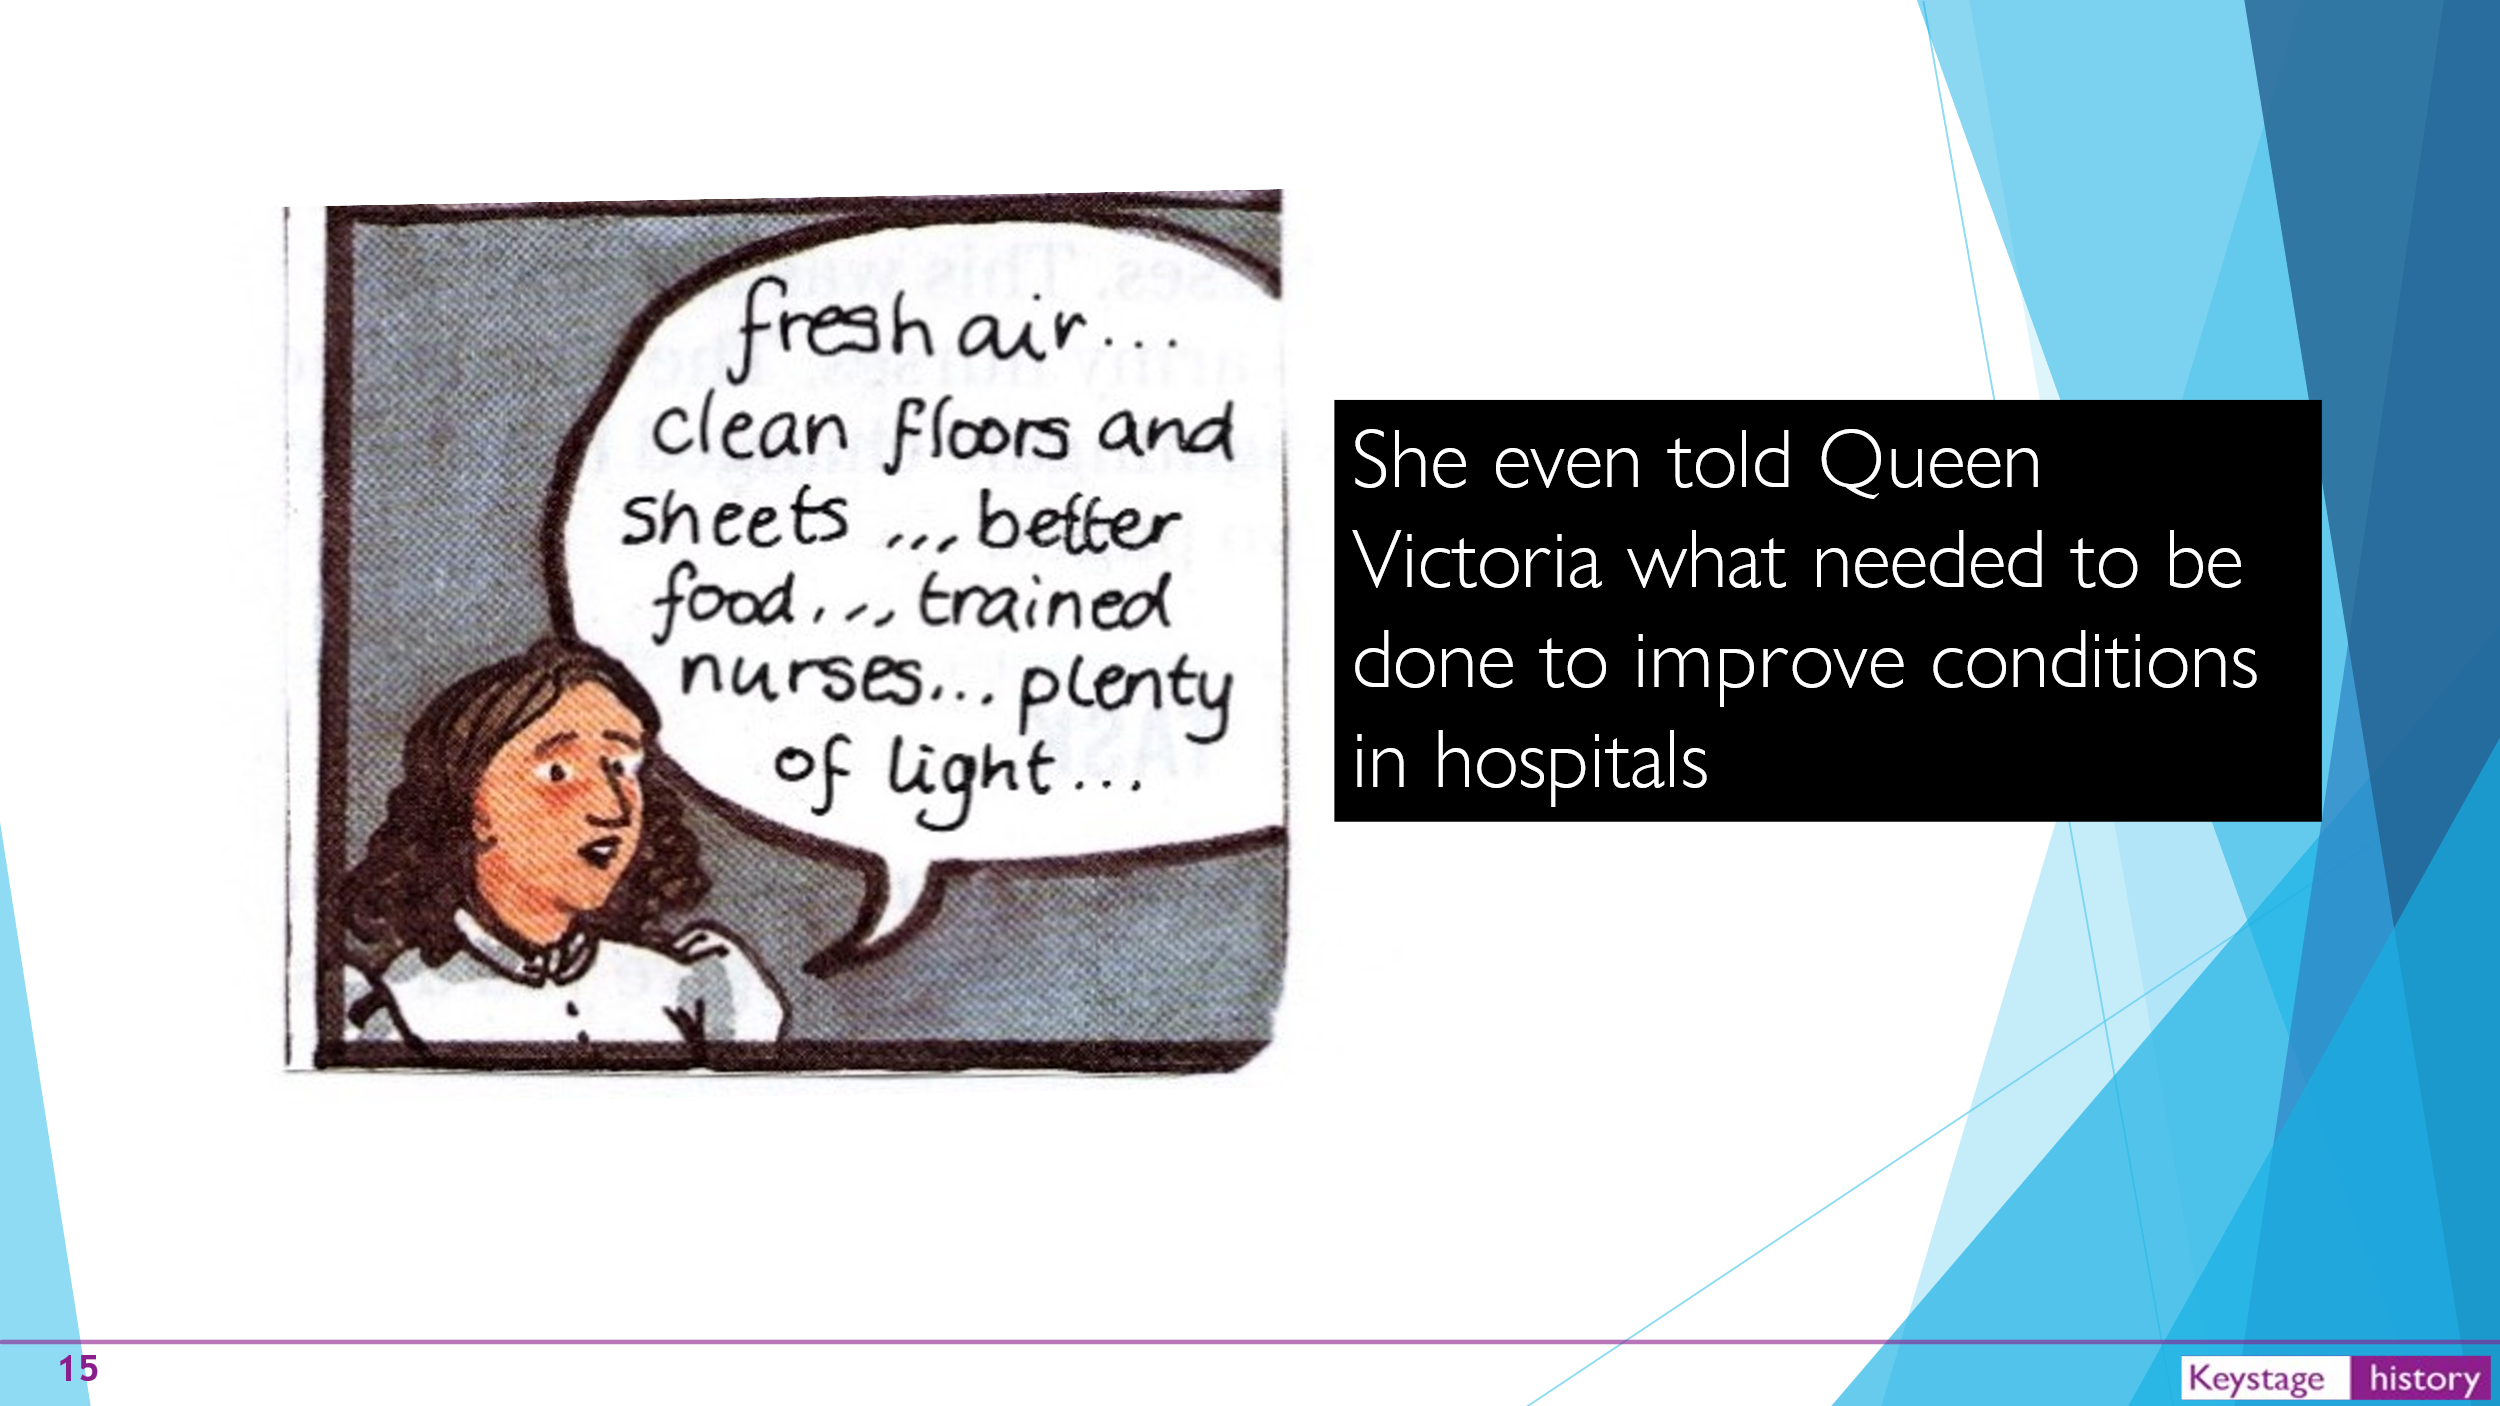 fresh air...
clean floors and
sheets ... better
food... trained
nurses... plenty
of light...
She even told Queen
Victoria what needed to be
done to improve conditions
in hospitals
15
Keystage history